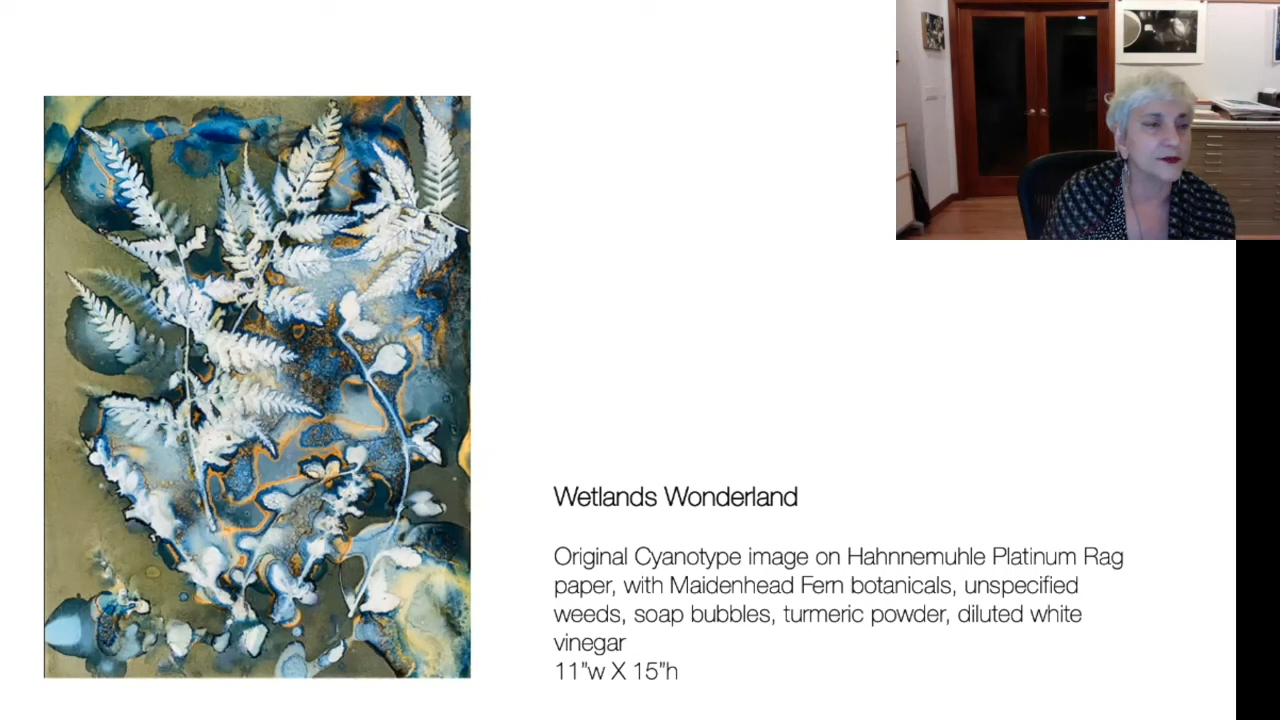 Wetlands Wonderland
Original Cyanotype image on Hahnnemuhle Platinum Rag
paper, with Maidenhead Fern botanicals, unspecified
weeds, soap bubbles, turmeric powder, diluted white
vinegar
11"w X 15"h